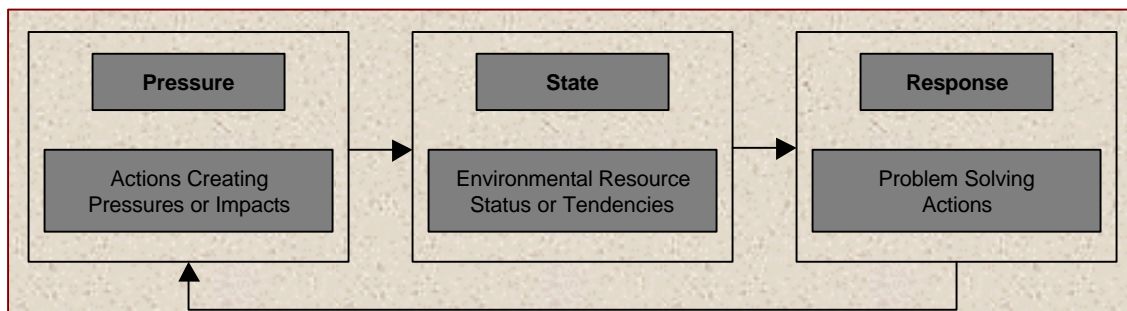 Pressure
Actions Creating
Pressures or Impacts
State
Environmental Resource
Status or Tendencies
Response
Problem Solving
Actions